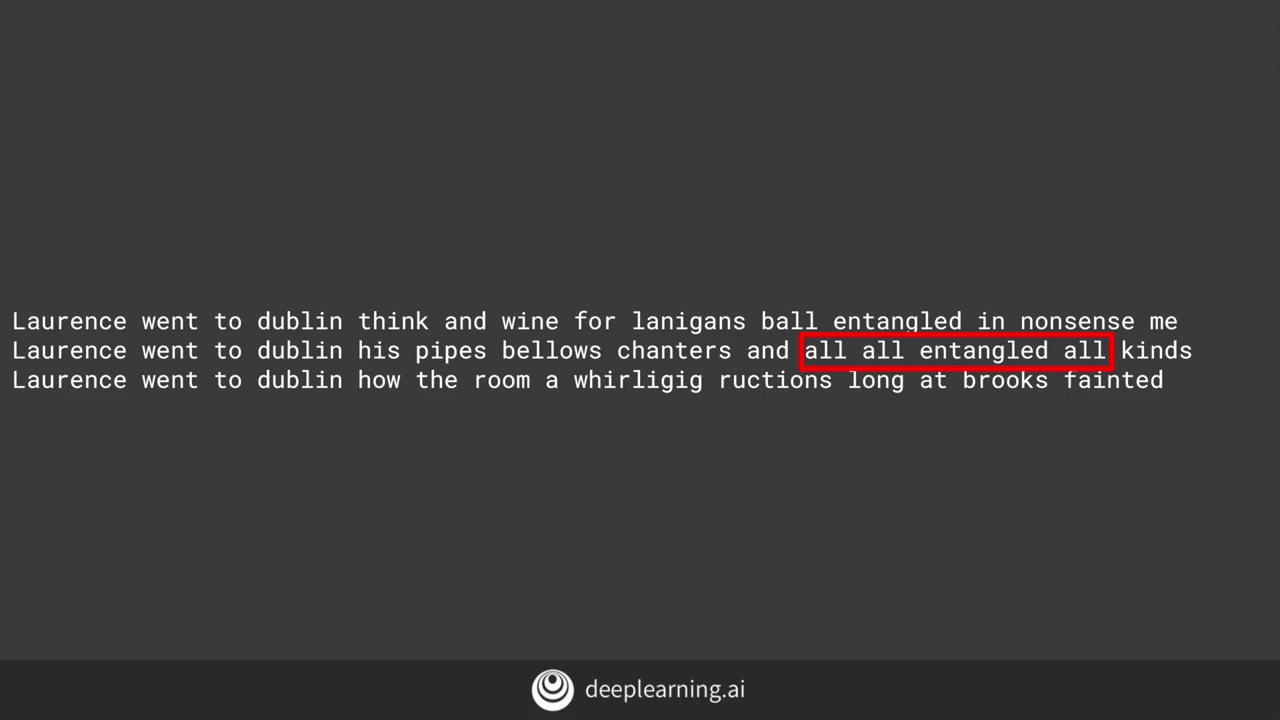 Laurence went to dublin think and wine for lanigans ball entangled in nonsense me
Laurence went to dublin his pipes bellows chanters and all all entangled all kinds
Laurence went to dublin how the room a whirligig ructions long at brooks fainted
deeplearning.ai